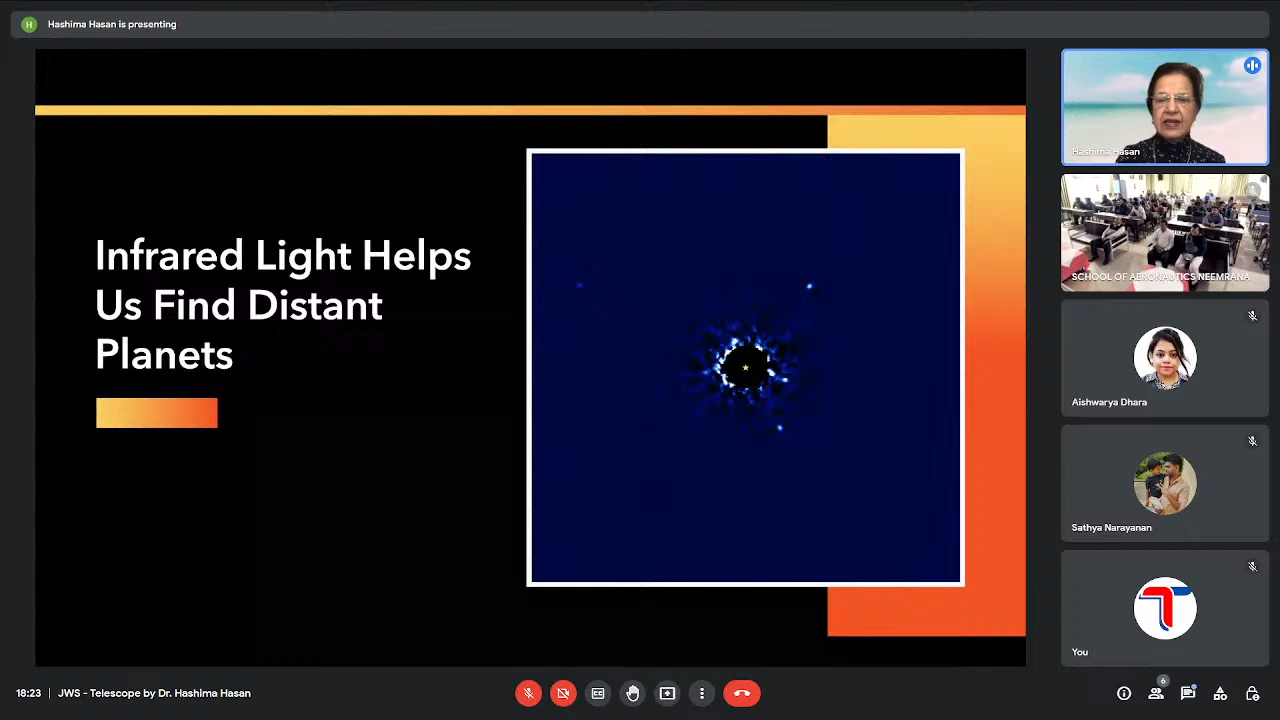 H
Hashima Hasan is presenting
Infrared Light Helps
Us Find Distant
Planets
Hashima Hasan
SCHOOL OF AERONAUTICS NEEMRANA
Aishwarya Dhara
Sathya Narayanan
You
18:23 | JWS - Telescope by Dr. Hashima Hasan
6